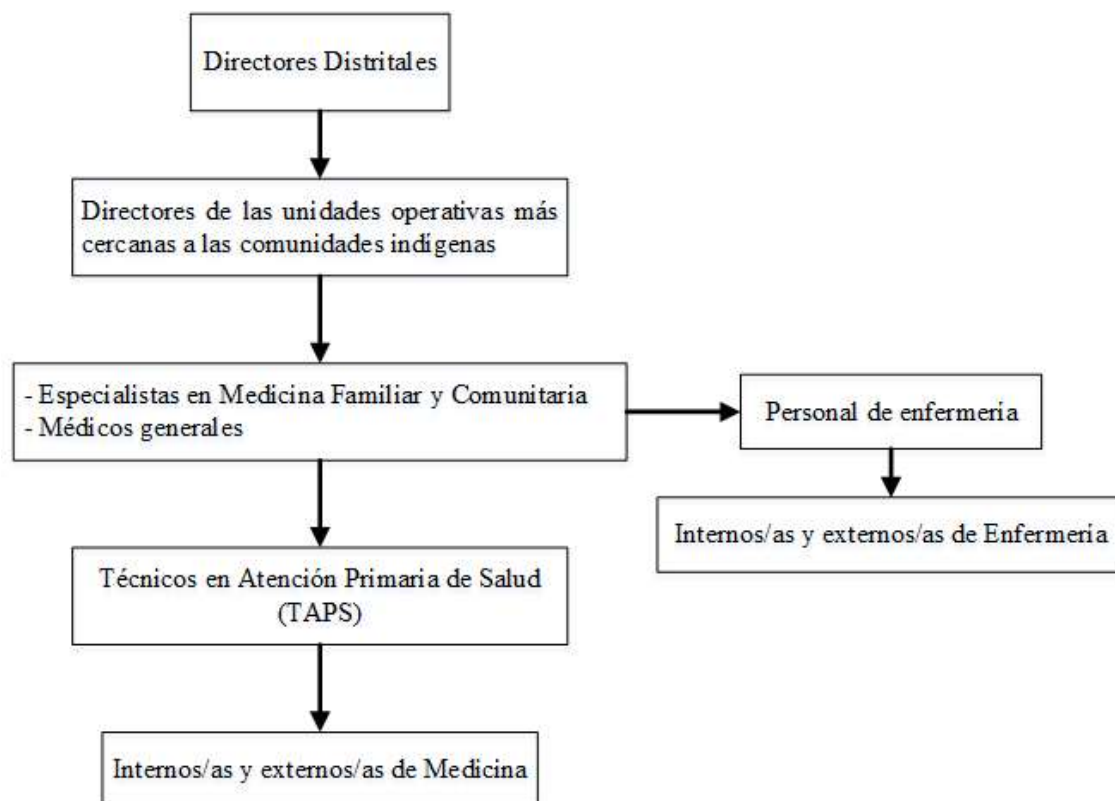 Directores Distritales
Directores de las unidades operativas más
cercanas a las comunidades indígenas
- Especialistas en Medicina Familiar y Comunitaria
- Médicos generales
Personal de enfermería
Internos/as y externos/as de Enfermería
Técnicos en Atención Primaria de Salud
(TAPS)
Internos/as y externos/as de Medicina